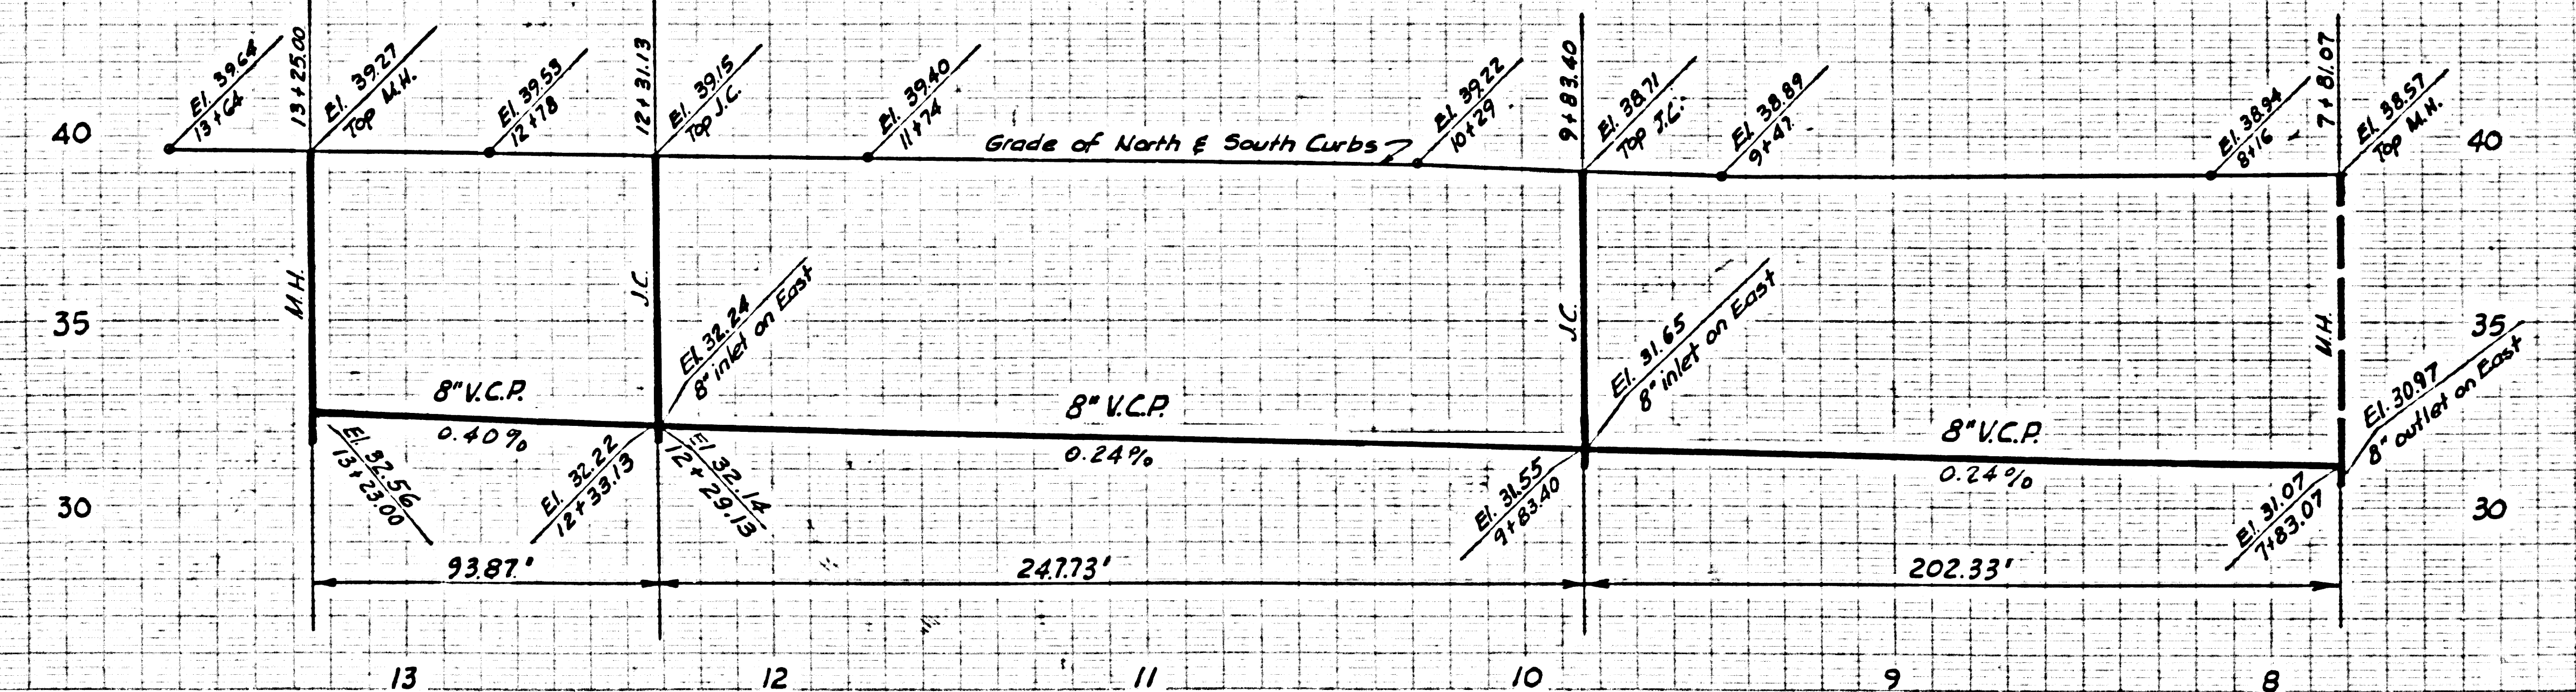 El. 39.64
13+64
13+25.00
El. 39.27
Top M.H.
El. 39.53
12+78
12+31.13
El. 39.15
Top J.C.
El. 39.40
11+74
El. 39.22
10+29
9+83.40
El. 38.71
Top J.C.
El. 38.89
9+47
El. 38.94
8+16
7+81.07
El. 38.57
Top M.H.
40
Grade of North & South Curbs
40
M.H.
J.C.
J.C.
M.H.
35
35
El. 32.24
8" inlet on East
El. 31.65
8" inlet on East
El. 30.97
8" outlet on East
8" V.C.P.
0.40%
8" V.C.P.
0.24%
8" V.C.P.
0.24%
El. 32.56
13+23.00
El. 32.22
12+33.13
El 32.14
12+29.13
El. 31.55
9+83.40
El. 31.07
7+83.07
30
30
93.87'
247.73'
202.33'
13
12
11
10
9
8